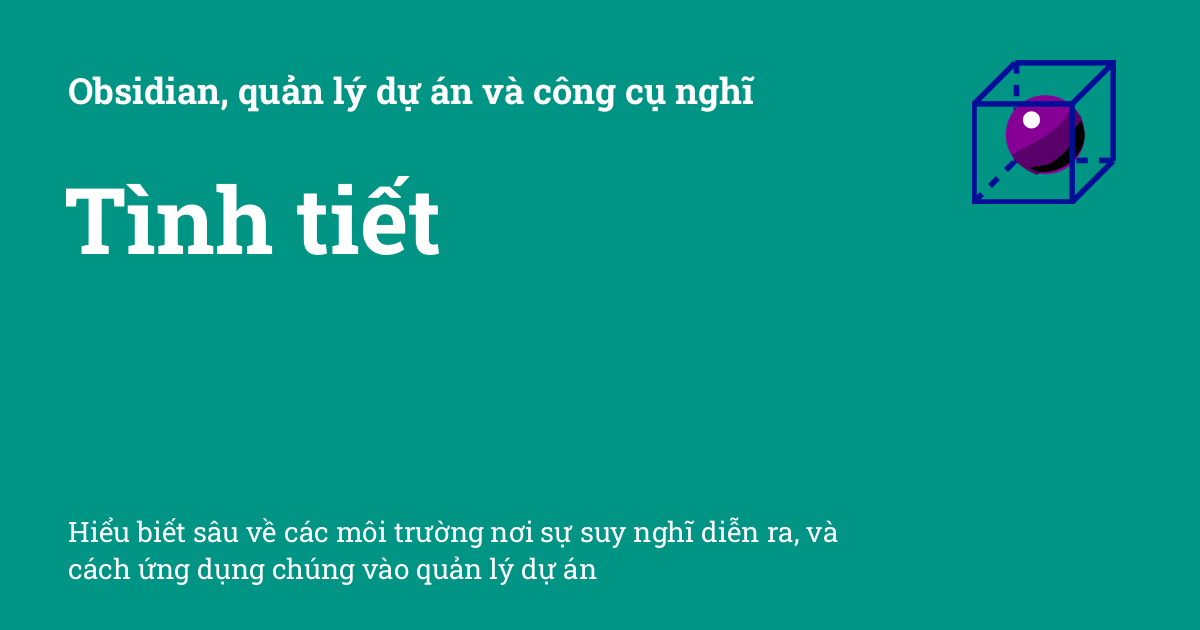 Obsidian, quản lý dự án và công cụ nghĩ
Tình tiết
Hiểu biết sâu về các môi trường nơi sự suy nghĩ diễn ra, và
cách ứng dụng chúng vào quản lý dự án